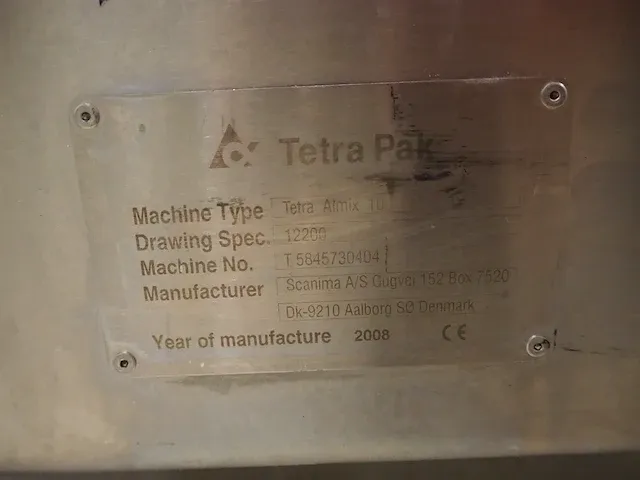 Tetra Pak
Machine Type Tetra Almix 10
Drawing Spec. 12200
Machine No. T 5845730404
Manufacturer Scanima A/S Gugvej 152 Box 7520
Dk-9210 Aalborg SØ Denmark
Year of manufacture 2008 CE